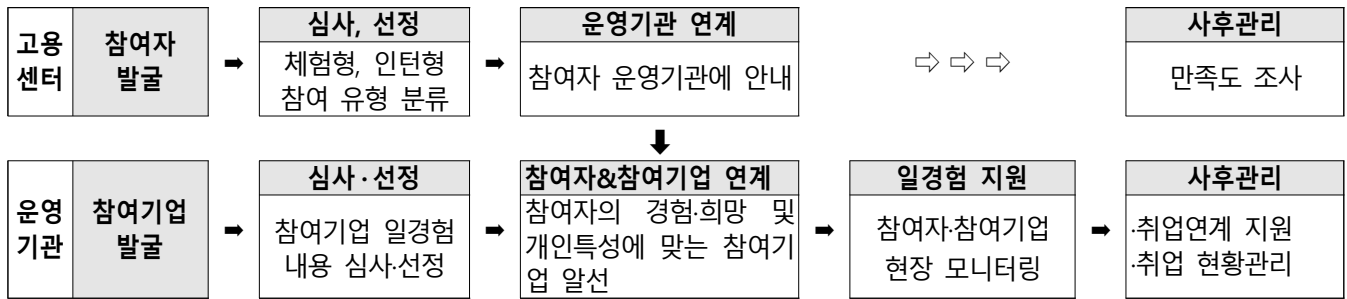 고용
센터
참여자
발굴
➡
심사, 선정
체험형, 인턴형
참여 유형 분류
➡
운영기관 연계
참여자 운영기관에 안내
⇨ ⇨ ⇨
사후관리
만족도 조사
⬇
운영
기관
참여기업
발굴
➡
심사·선정
참여기업 일경험
내용 심사·선정
➡
참여자&참여기업 연계
참여자의 경험·희망 및
개인특성에 맞는 참여기
업 알선
➡
일경험 지원
참여자·참여기업
현장 모니터링
➡
사후관리
·취업연계 지원
·취업 현황관리